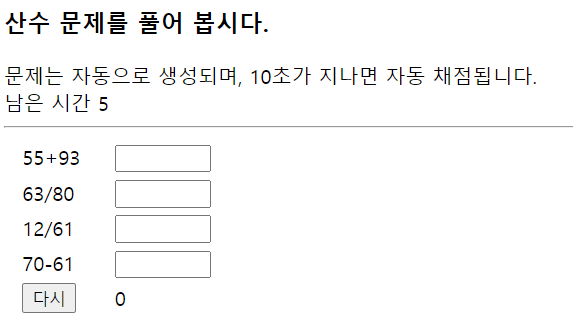 산수 문제를 풀어 봅시다.
문제는 자동으로 생성되며, 10초가 지나면 자동 채점됩니다.
남은 시간 5
55+93
63/80
12/61
70-61
다시 0